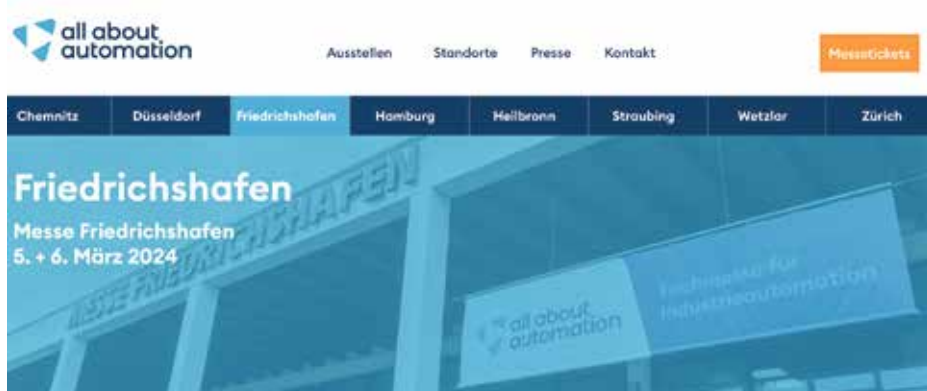 all about
automation
Ausstellen Standorte Presse Kontakt
Messetickets
Chemnitz Düsseldorf Friedrichshafen Hamburg Heilbronn Straubing Wetzlar Zürich
Friedrichshafen
Messe Friedrichshafen
5. + 6. März 2024
MESSE FRIEDRICHSHAFEN
all about
automation
Fachmesse für
Industrieautomation